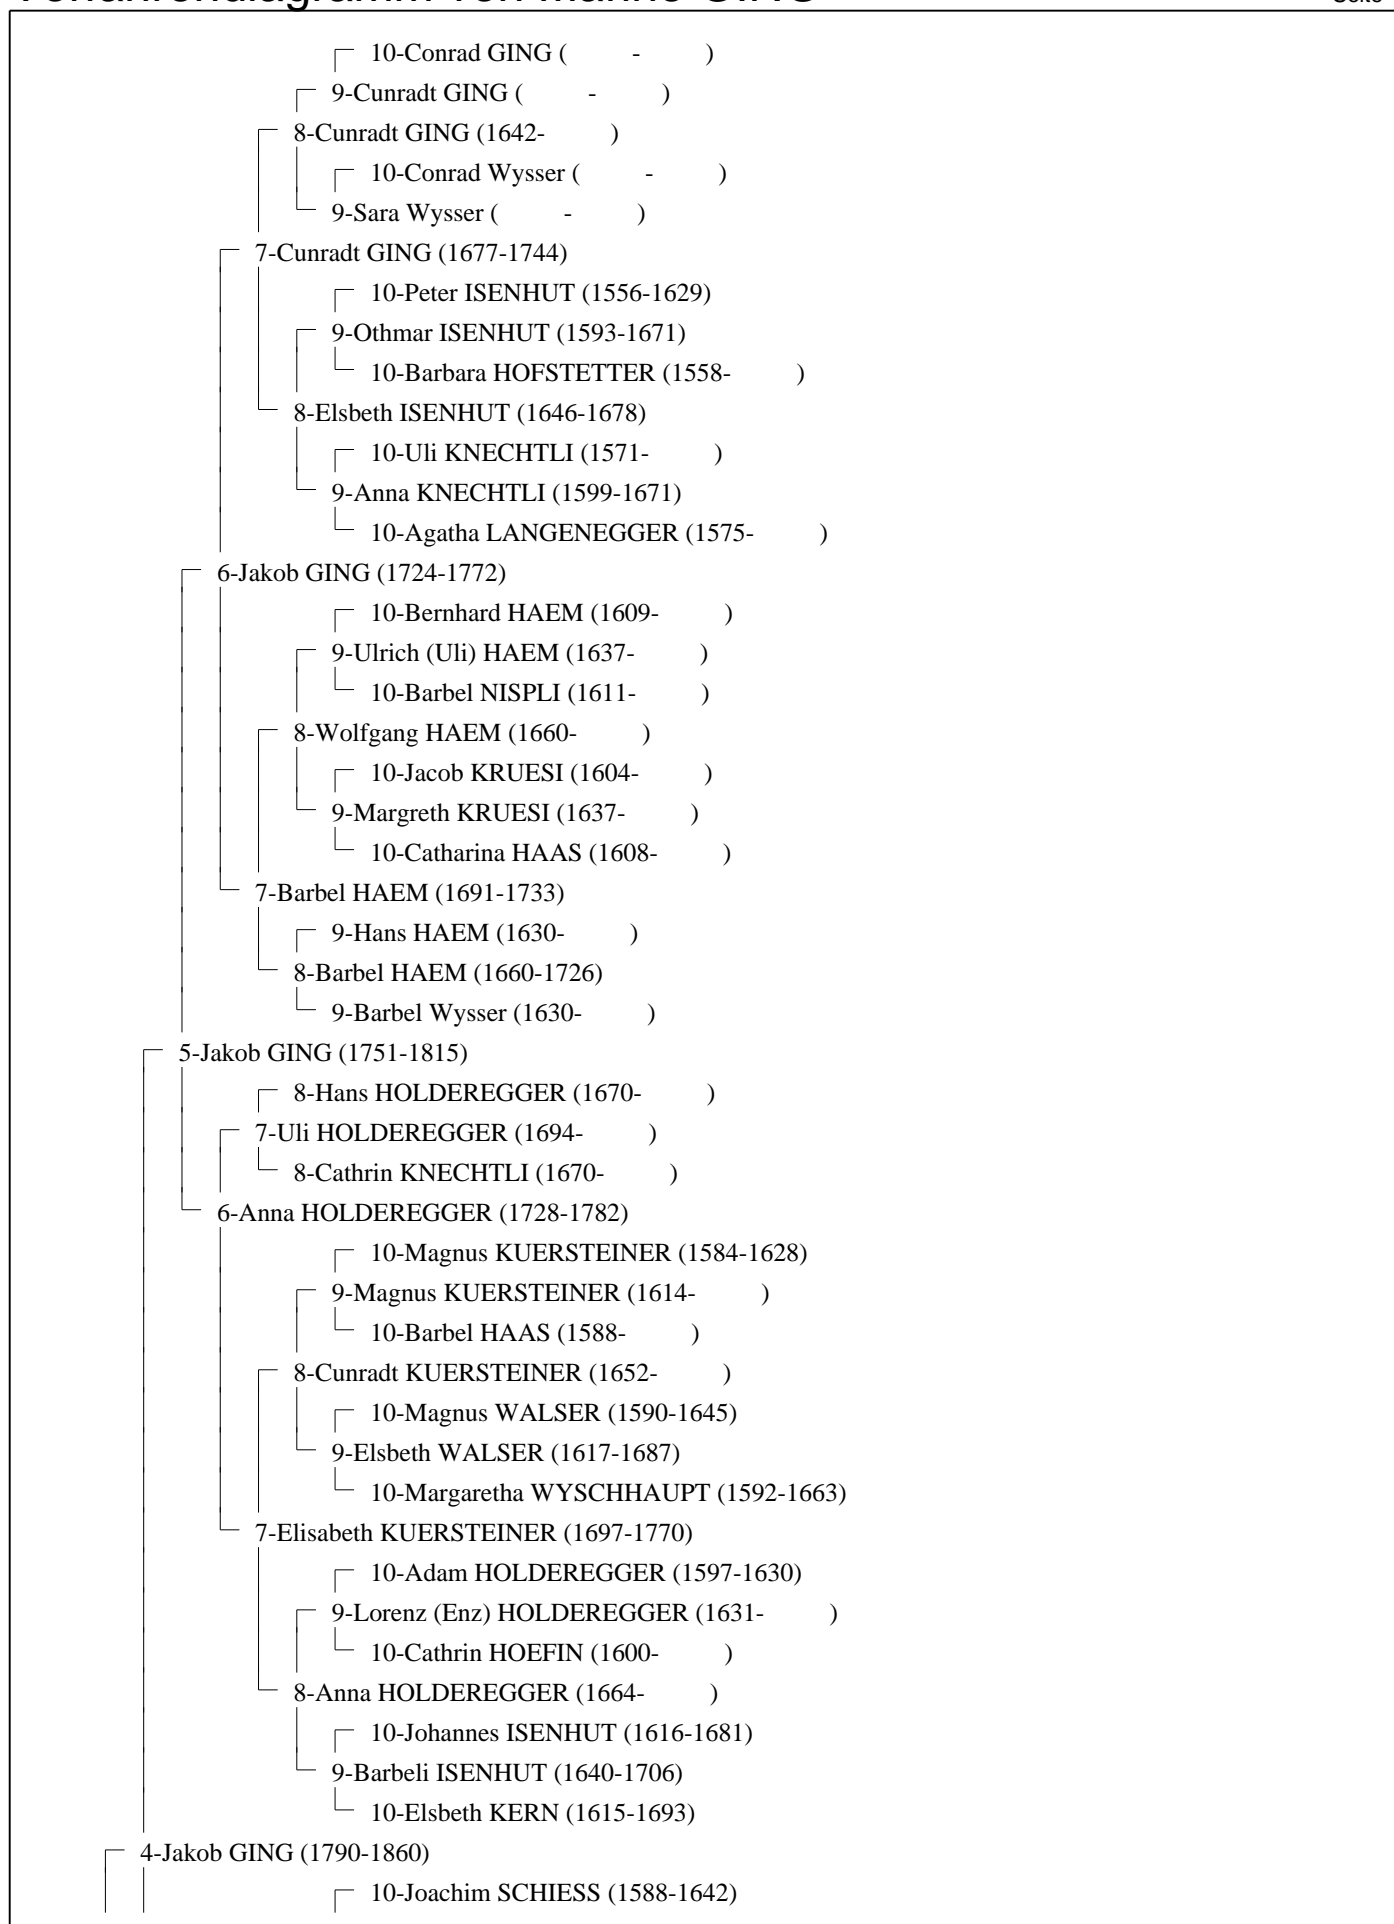 10-Conrad GING ( - )
9-Cunradt GING ( - )
8-Cunradt GING (1642- )
10-Conrad Wysser ( - )
9-Sara Wysser ( - )
7-Cunradt GING (1677-1744)
10-Peter ISENHUT (1556-1629)
9-Othmar ISENHUT (1593-1671)
10-Barbara HOFSTETTER (1558- )
8-Elsbeth ISENHUT (1646-1678)
10-Uli KNECHTLI (1571- )
9-Anna KNECHTLI (1599-1671)
10-Agatha LANGENEGGER (1575- )
6-Jakob GING (1724-1772)
10-Bernhard HAEM (1609- )
9-Ulrich (Uli) HAEM (1637- )
10-Barbel NISPLI (1611- )
8-Wolfgang HAEM (1660- )
10-Jacob KRUESI (1604- )
9-Margreth KRUESI (1637- )
10-Catharina HAAS (1608- )
7-Barbel HAEM (1691-1733)
9-Hans HAEM (1630- )
8-Barbel HAEM (1660-1726)
9-Barbel Wysser (1630- )
5-Jakob GING (1751-1815)
8-Hans HOLDEREGGER (1670- )
7-Uli HOLDEREGGER (1694- )
8-Cathrin KNECHTLI (1670- )
6-Anna HOLDEREGGER (1728-1782)
10-Magnus KUERSTEINER (1584-1628)
9-Magnus KUERSTEINER (1614- )
10-Barbel HAAS (1588- )
8-Cunradt KUERSTEINER (1652- )
10-Magnus WALSER (1590-1645)
9-Elsbeth WALSER (1617-1687)
10-Margaretha WYSCHHAUPT (1592-1663)
7-Elisabeth KUERSTEINER (1697-1770)
10-Adam HOLDEREGGER (1597-1630)
9-Lorenz (Enz) HOLDEREGGER (1631- )
10-Cathrin HOEFIN (1600- )
8-Anna HOLDEREGGER (1664- )
10-Johannes ISENHUT (1616-1681)
9-Barbeli ISENHUT (1640-1706)
10-Elsbeth KERN (1615-1693)
4-Jakob GING (1790-1860)
10-Joachim SCHIESS (1588-1642)